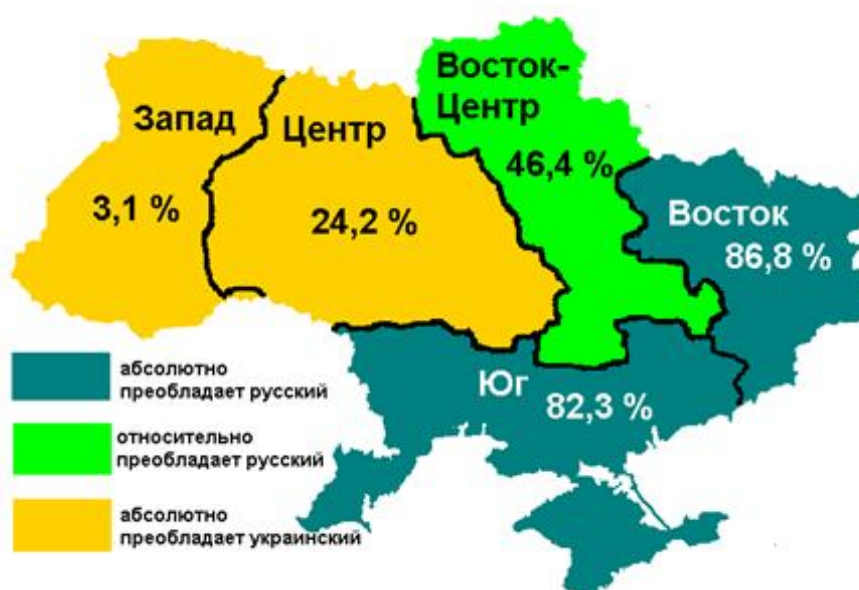 Восток-
Центр
46,4 %
Запад
3,1 %
Центр
24,2 %
Восток
86,8 %
Юг
82,3 %
абсолютно
преобладает русский
относительно
преобладает русский
абсолютно
преобладает украинский